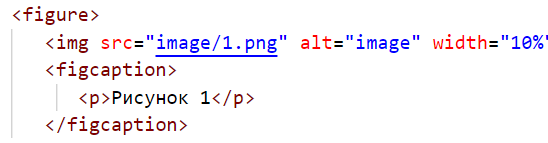 <figure>
<img src="image/1.png" alt="image" width="10%"
<figcaption>
<p>Рисунок 1</p>
</figcaption>